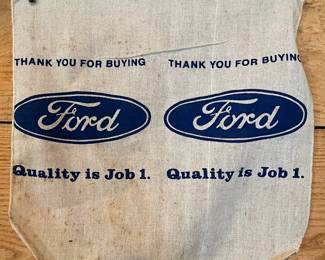 THANK YOU FOR BUYING THANK YOU FOR BUYING
Ford Ford
Quality is Job 1. Quality is Job 1.